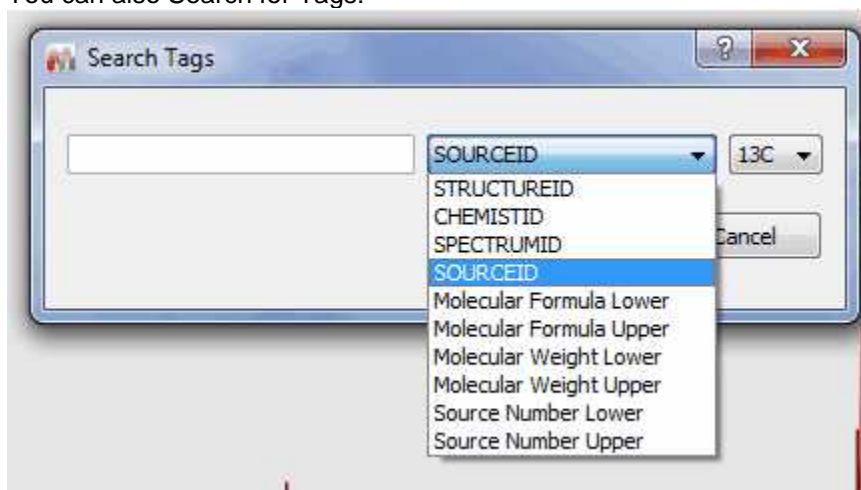 You can also Search for Tags.
Search Tags
SOURCEID 13C
STRUCTUREID
CHEMISTID
SPECTRUMID
Cancel
SOURCEID
Molecular Formula Lower
Molecular Formula Upper
Molecular Weight Lower
Molecular Weight Upper
Source Number Lower
Source Number Upper